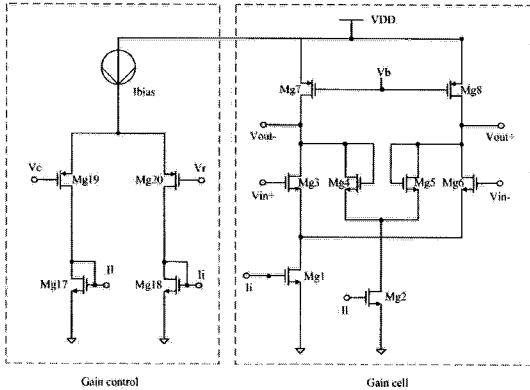 VDD
Ibias
Mg7
Vb
Mg8
Vout-
Vout+
Vc
Mg19
Mg20
Vr
Mg3
Mg4
Mg5
Mg6
Vin+
Vin-
Mg17
Il
Mg18
Ii
Ii
Mg1
Il
Mg2
Gain control
Gain cell